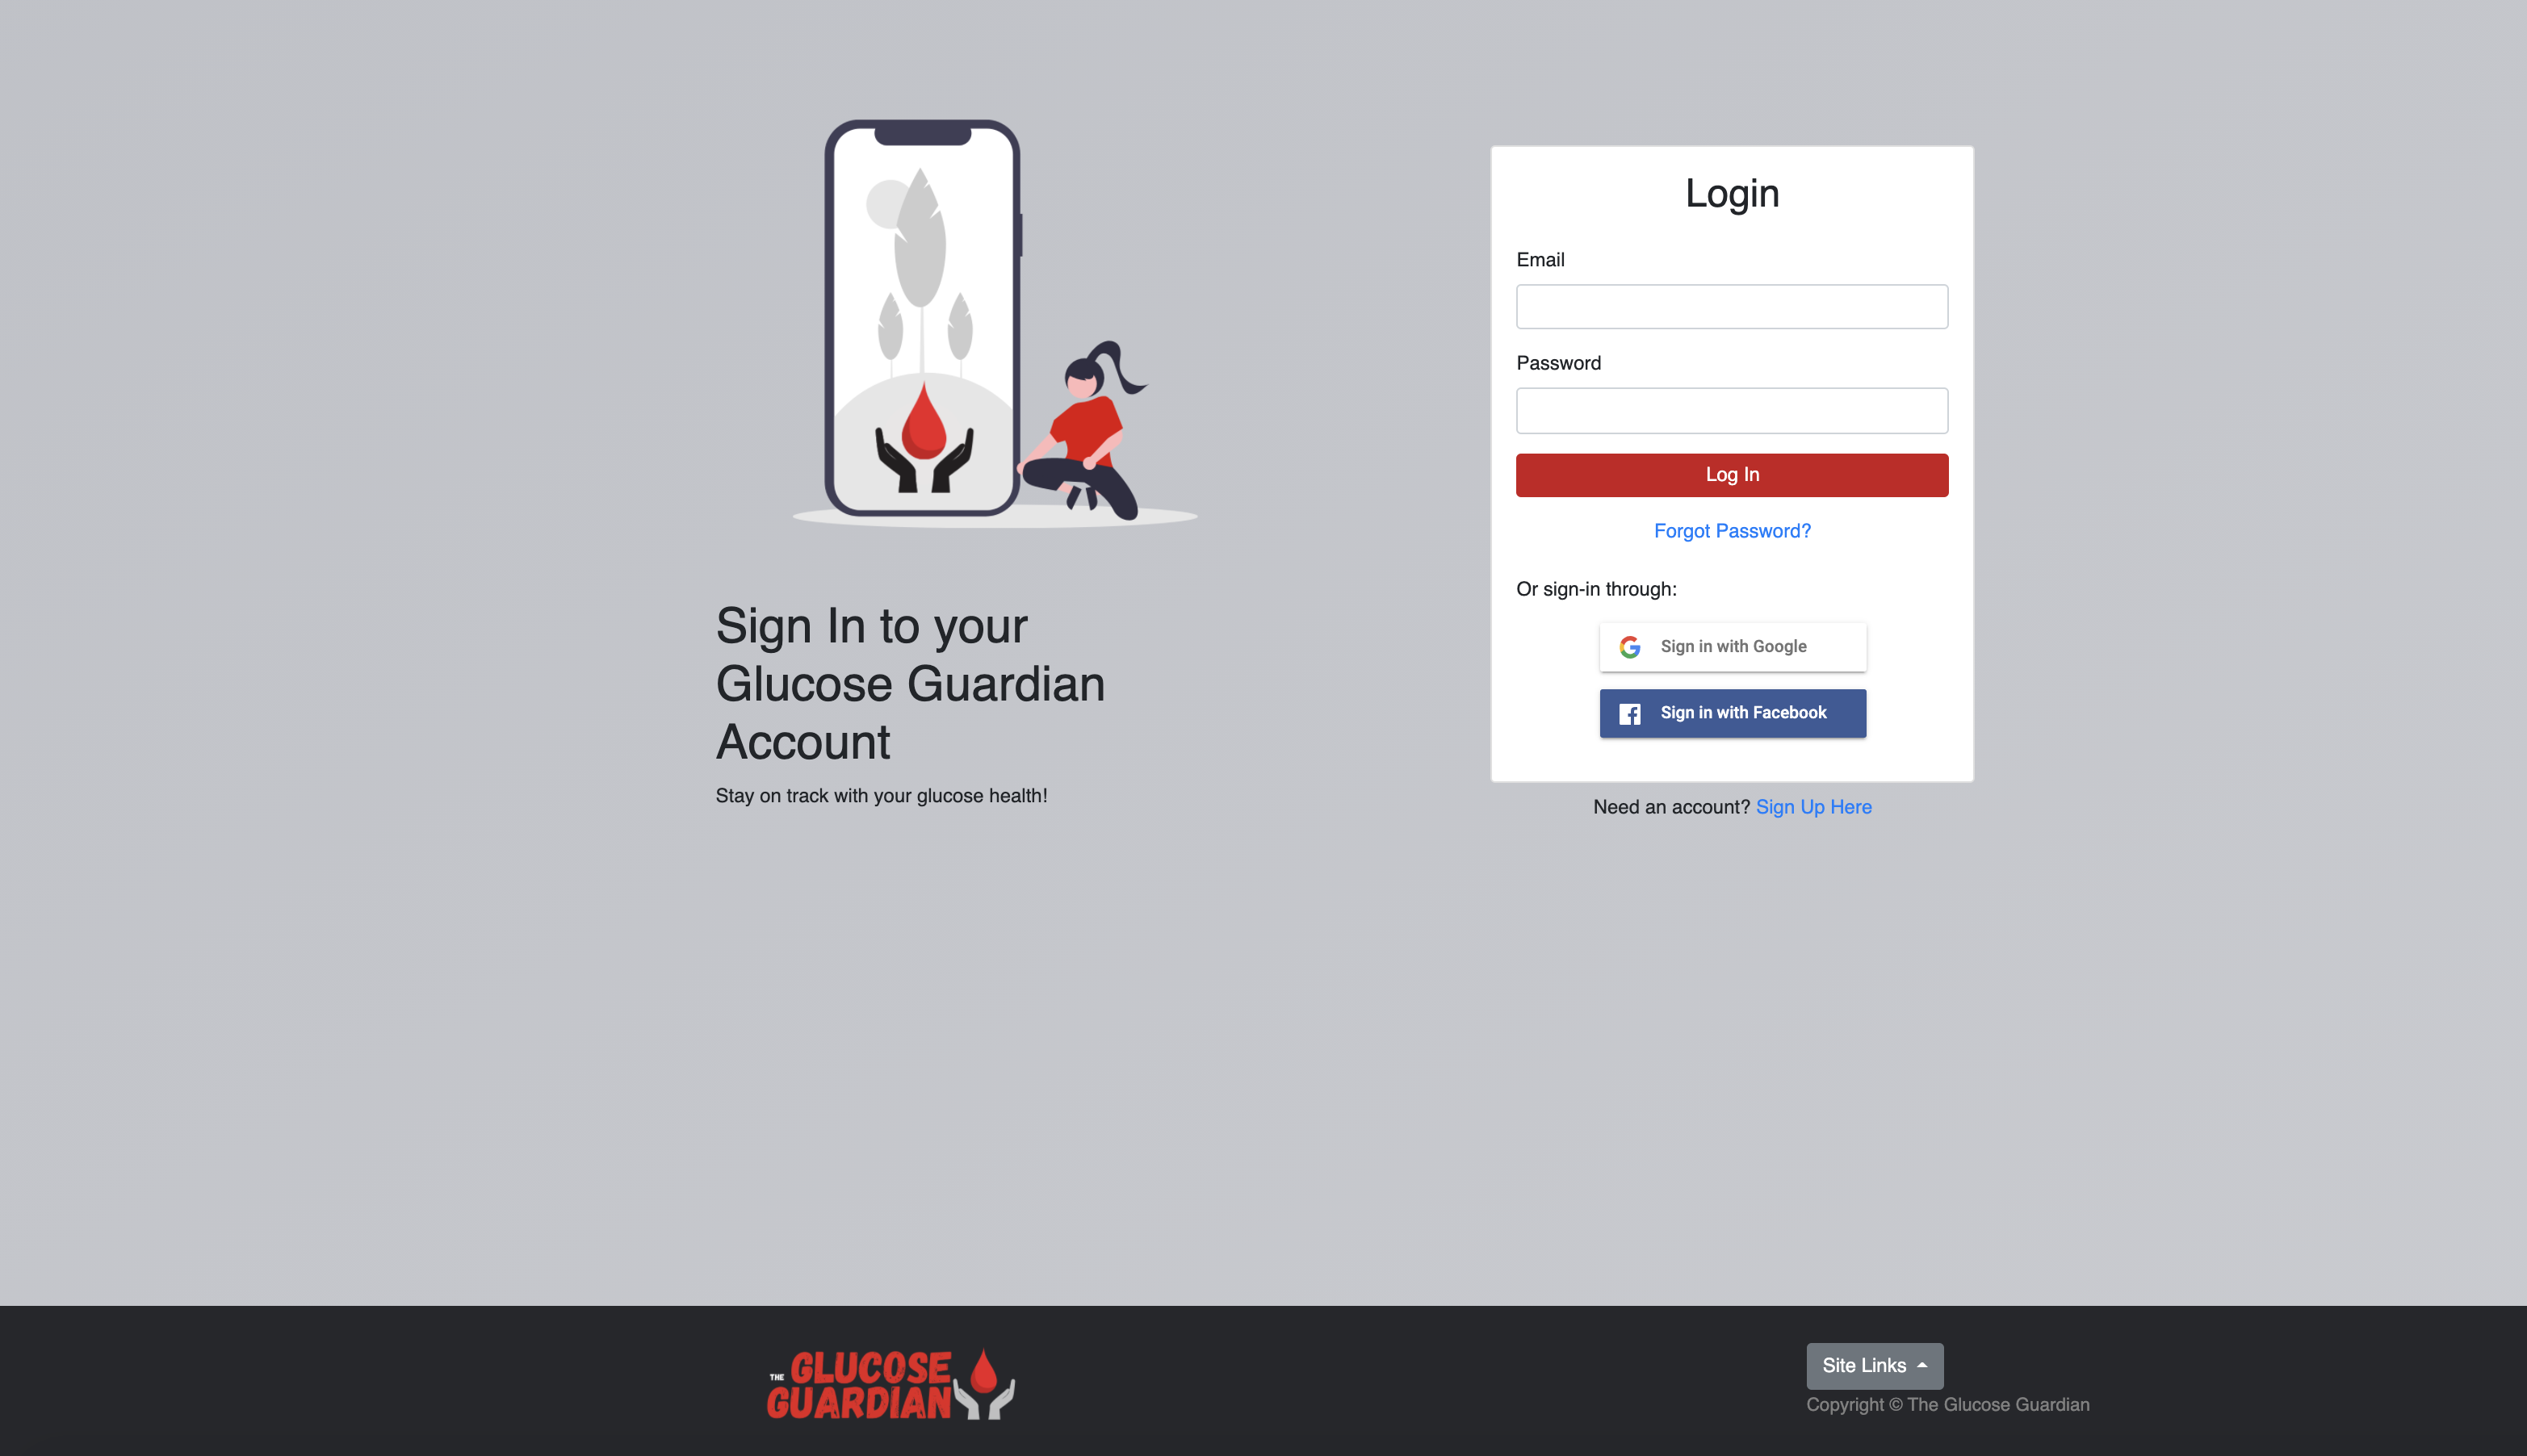 Sign In to your
Glucose Guardian
Account
Stay on track with your glucose health!
Login
Email
Password
Log In
Forgot Password?
Or sign-in through:
Sign in with Google
Sign in with Facebook
Need an account? Sign Up Here
THE GLUCOSE
GUARDIAN
Site Links
Copyright © The Glucose Guardian